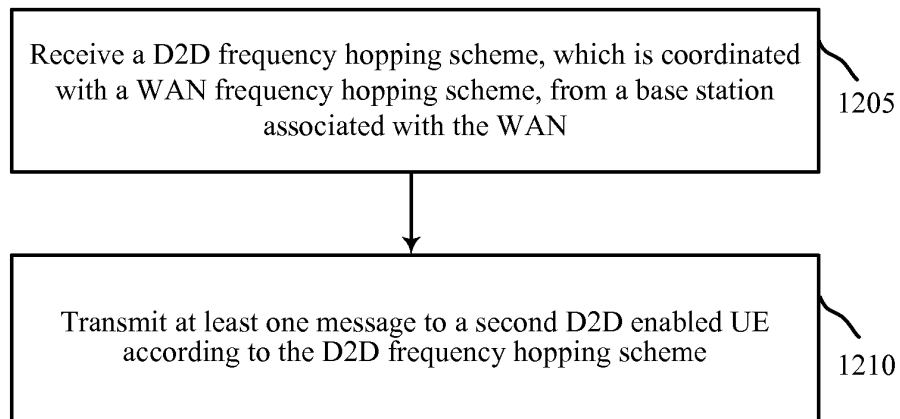 Receive a D2D frequency hopping scheme, which is coordinated
with a WAN frequency hopping scheme, from a base station
associated with the WAN
1205
Transmit at least one message to a second D2D enabled UE
according to the D2D frequency hopping scheme
1210